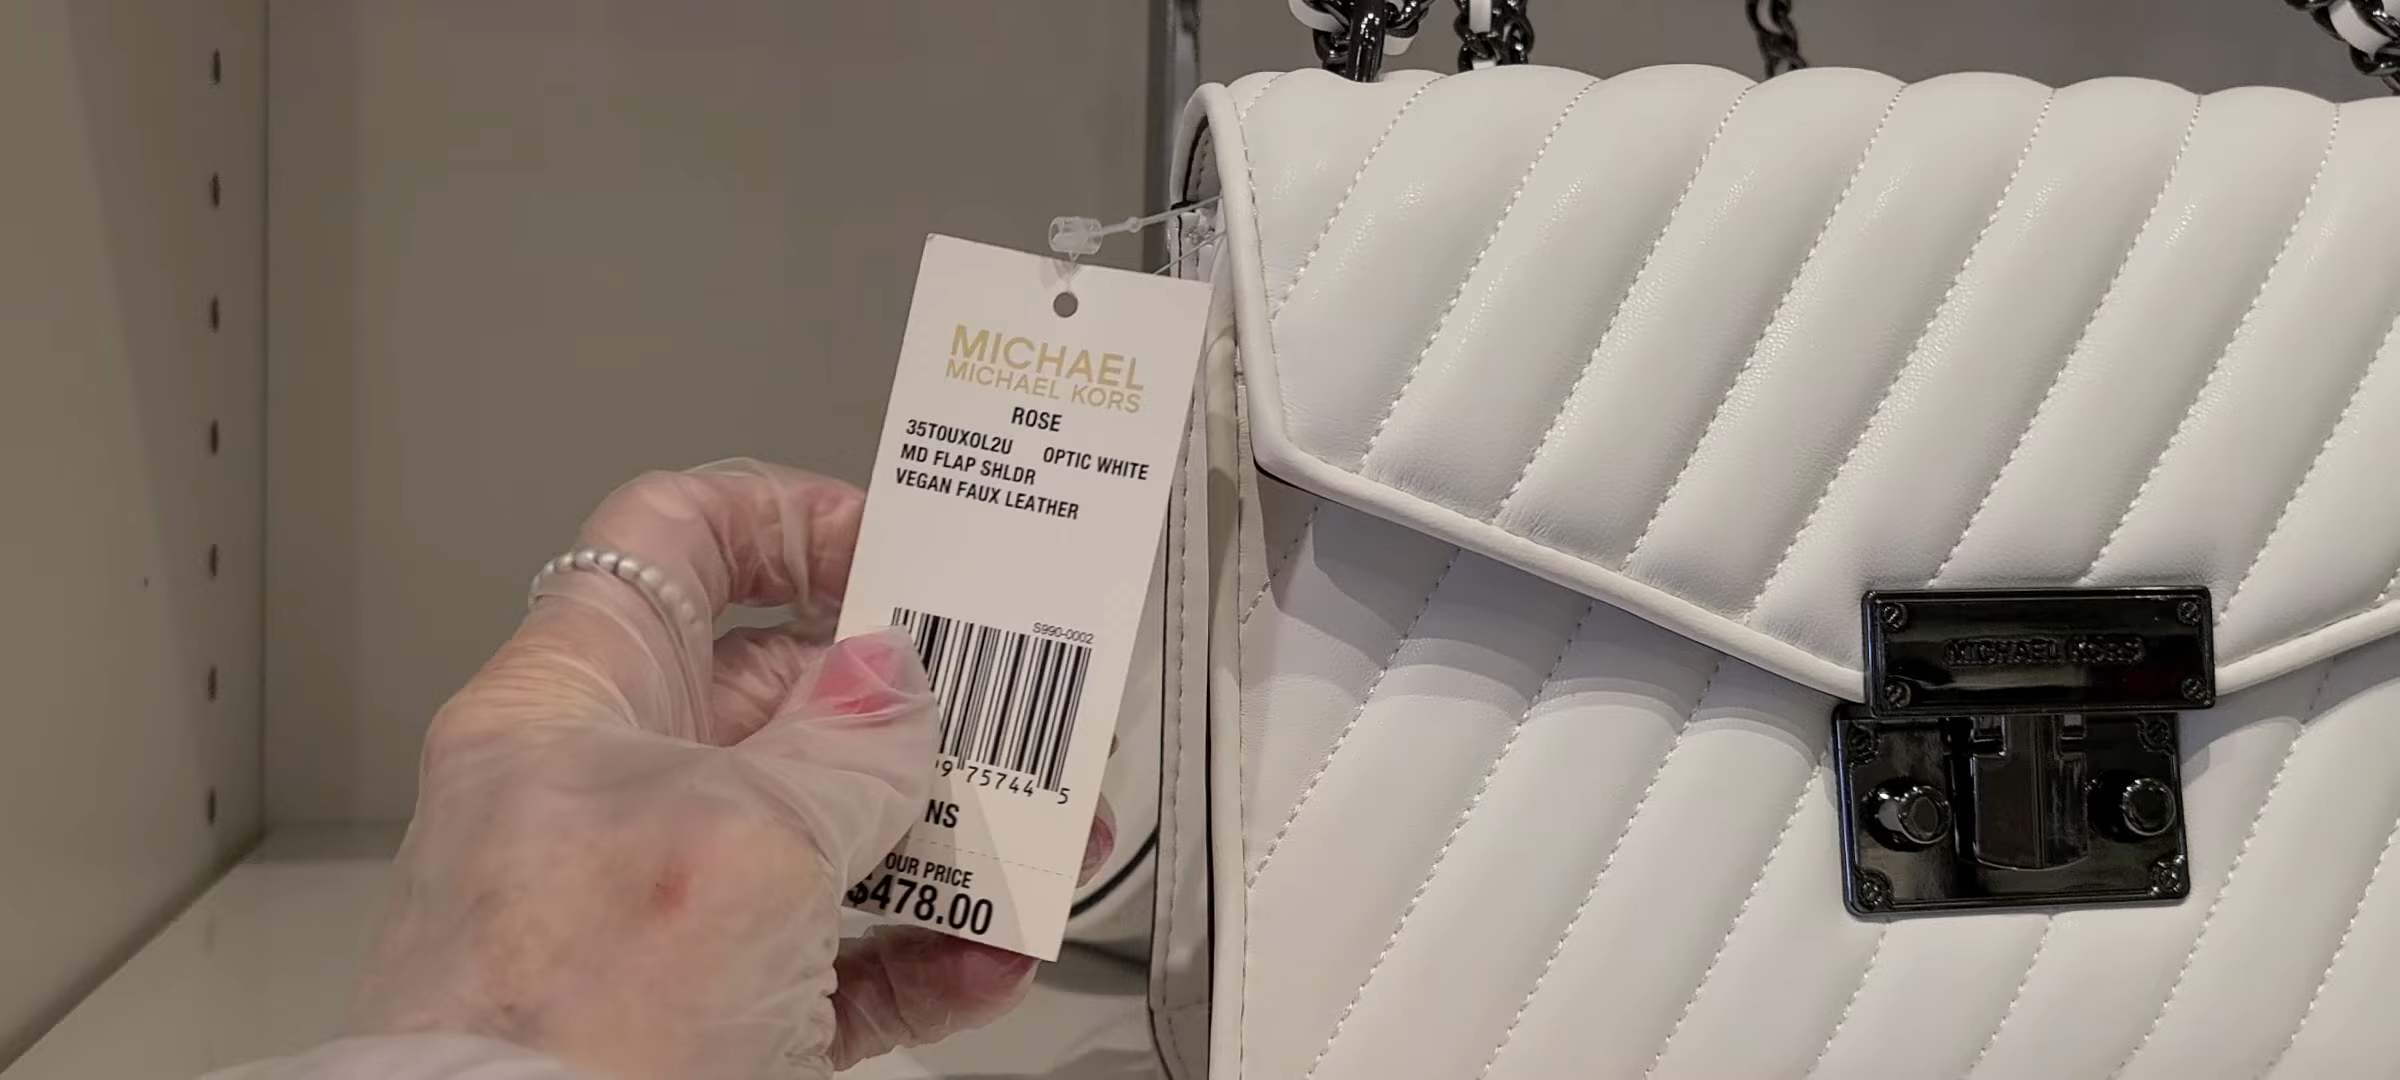 MICHAEL
MICHAEL KORS
ROSE
35T0UXOL2U OPTIC WHITE
MD FLAP SHLDR
VEGAN FAUX LEATHER
S990-0002
9 75744 5
NS
OUR PRICE
$478.00
MICHAEL KORS